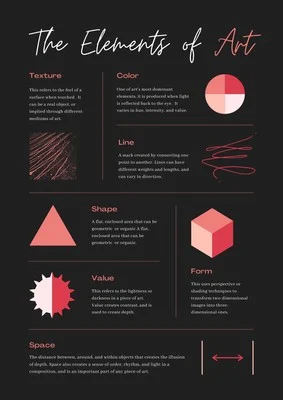 The Elements of Art
Texture
This refers to the feel of a
surface when touched. It
can be a real object, or
implied through different
mediums of art.
Color
One of art's most dominant
elements, it is produced when light
is reflected back to the eye. It
varies in hue, intensity, and value.
Line
A mark created by connecting one
point to another. Lines can have
different weights and lengths, and
can vary in direction.
Shape
A flat, enclosed area that can be
geometric or organic A flat,
enclosed area that can be
geometric or organic.
Value
This refers to the lightness or
darkness in a piece of art.
Value creates contrast, and is
used to create depth.
Form
This uses perspective or
shading techniques to
transform two dimensional
images into three
dimensional ones.
Space
The distance between, around, and within objects that creates the illusion
of depth. Space also creates a sense of order, rhythm, and light in a
composition, and is an important part of any piece of art.